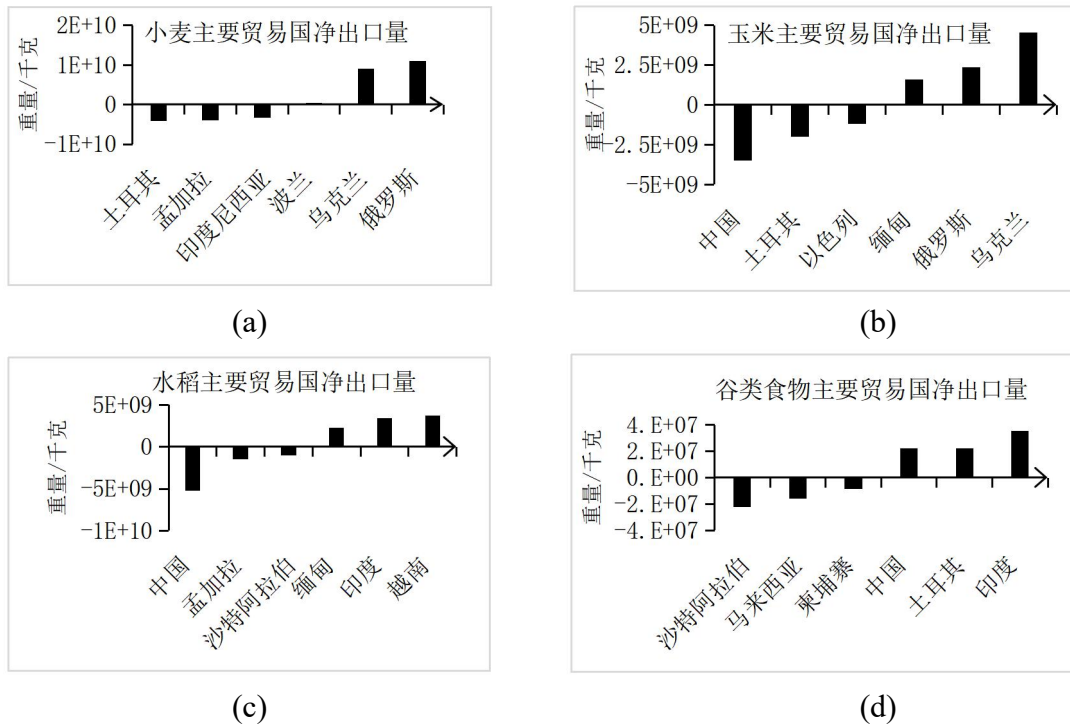 小麦主要贸易国净出口量
重量/千克
2E+10
1E+10
0
-1E+10
土耳其
孟加拉
印度尼西亚
波兰
乌克兰
俄罗斯
(a)
玉米主要贸易国净出口量
重量/千克
5E+09
2.5E+09
0
-2.5E+09
-5E+09
中国
土耳其
以色列
缅甸
俄罗斯
乌克兰
(b)
水稻主要贸易国净出口量
重量/千克
5E+09
0
-5E+09
-1E+10
中国
孟加拉
沙特阿拉伯
缅甸
印度
越南
(c)
谷类食物主要贸易国净出口量
重量/千克
4.E+07
2.E+07
0.E+00
-2.E+07
-4.E+07
沙特阿拉伯
马来西亚
柬埔寨
中国
土耳其
印度
(d)